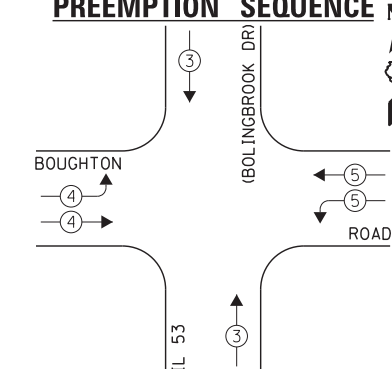 PREEMPTION SEQUENCE
3
(BOLINGBROOK DR)
BOUGHTON
5
4
5
4
ROAD
IL 53
3